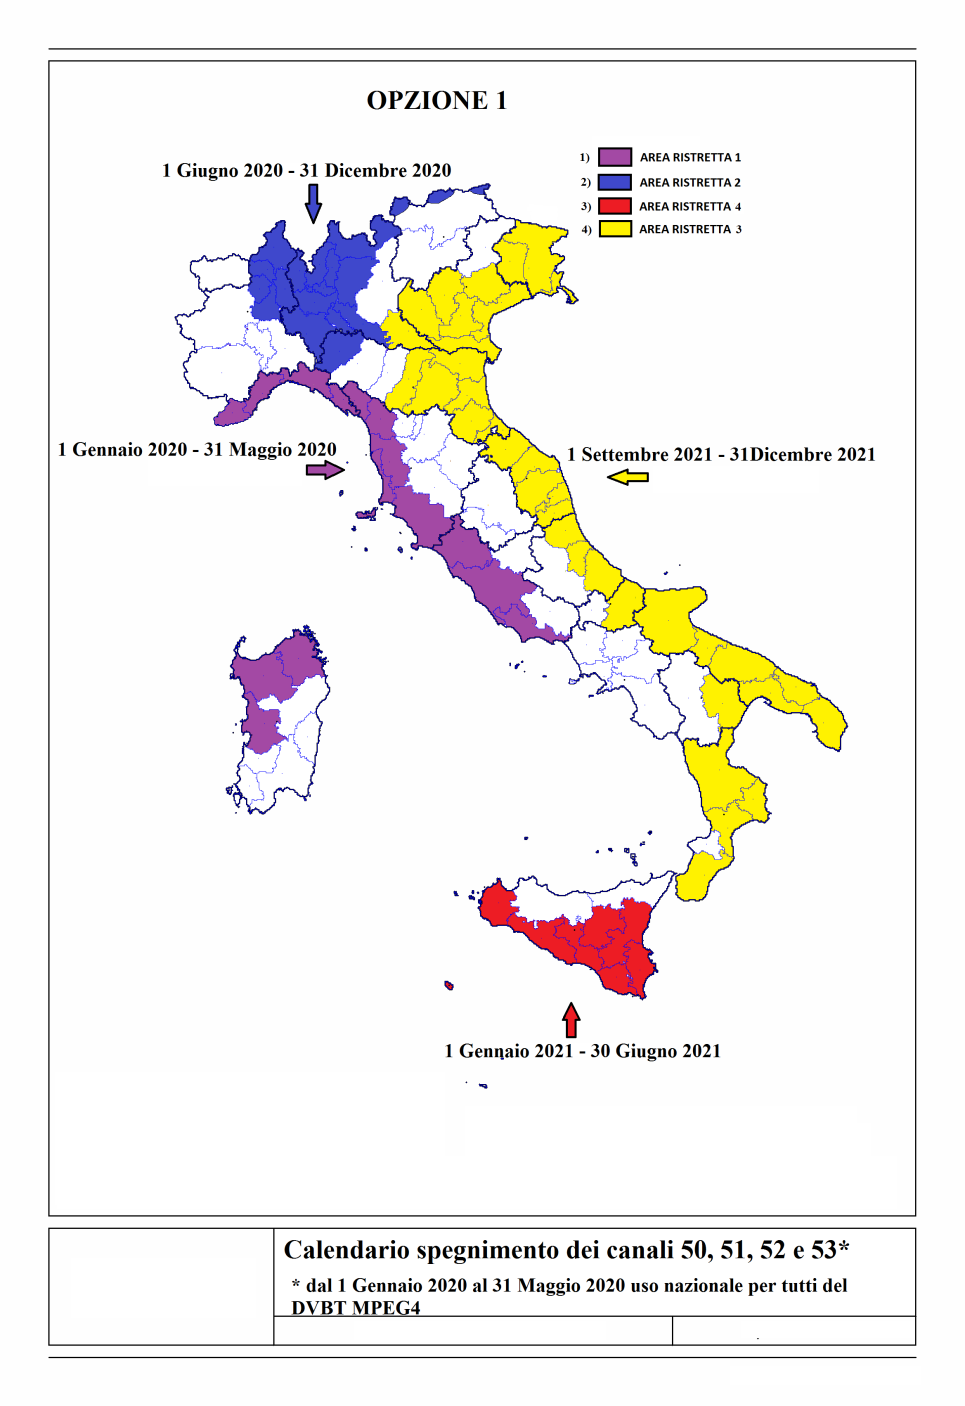 OPZIONE 1
1) AREA RISTRETTA 1
2) AREA RISTRETTA 2
3) AREA RISTRETTA 4
4) AREA RISTRETTA 3
1 Giugno 2020 - 31 Dicembre 2020
1 Gennaio 2020 - 31 Maggio 2020
1 Settembre 2021 - 31Dicembre 2021
1 Gennaio 2021 - 30 Giugno 2021
Calendario spegnimento dei canali 50, 51, 52 e 53*
* dal 1 Gennaio 2020 al 31 Maggio 2020 uso nazionale per tutti del
DVBT MPEG4